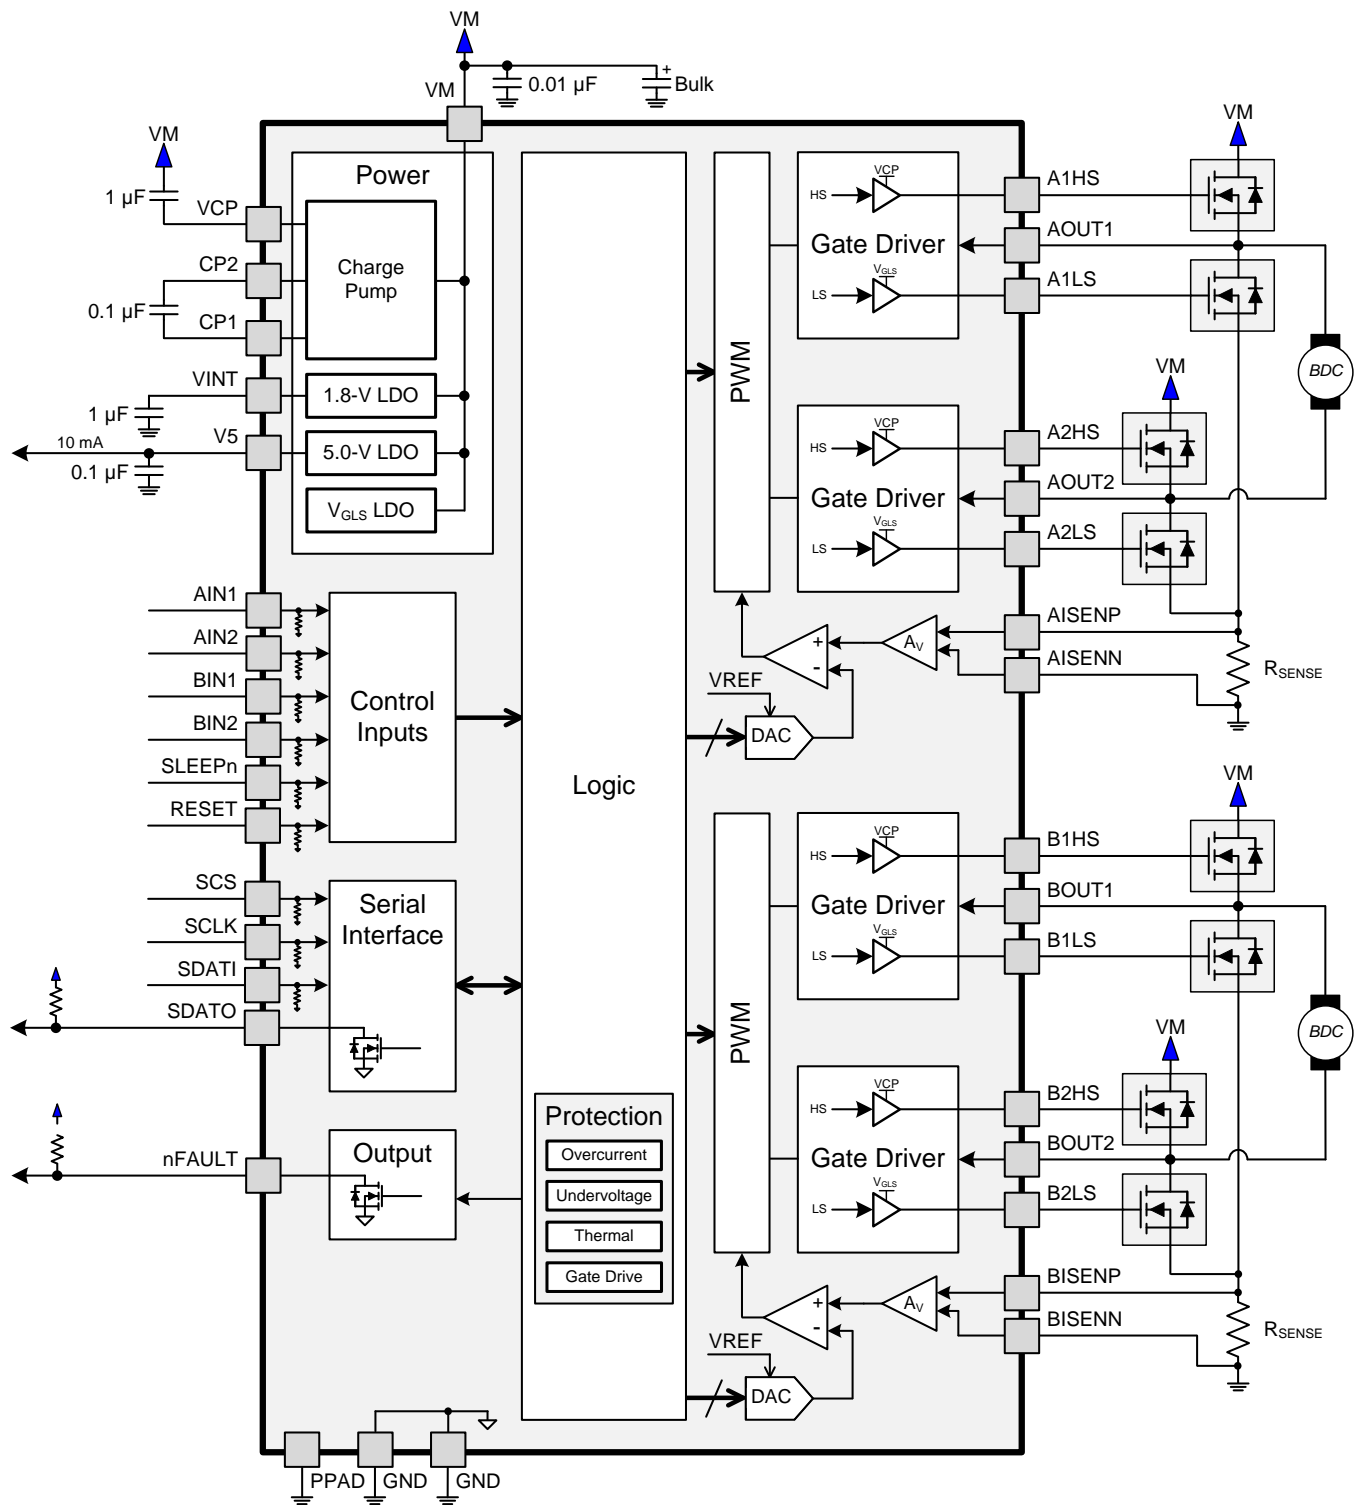 VM
VM
0.01 µF
+
Bulk
VM
1 µF
VCP
CP2
0.1 µF
CP1
VINT
1 µF
V5
10 mA
0.1 µF
Power
Charge
Pump
1.8-V LDO
5.0-V LDO
VGLS LDO
AIN1
AIN2
BIN1
BIN2
SLEEPn
RESET
Control
Inputs
SCS
SCLK
SDATI
SDATO
Serial
Interface
nFAULT
Output
Logic
Protection
Overcurrent
Undervoltage
Thermal
Gate Drive
PPAD
GND
GND
PWM
HS
VCP
Gate Driver
LS
VGLS
HS
VCP
Gate Driver
LS
VGLS
+
-
AV
VREF
DAC
A1HS
AOUT1
A1LS
A2HS
AOUT2
A2LS
AISENP
AISENN
VM
VM
BDC
RSENSE
PWM
HS
VCP
Gate Driver
LS
VGLS
HS
VCP
Gate Driver
LS
VGLS
+
-
AV
VREF
DAC
B1HS
BOUT1
B1LS
B2HS
BOUT2
B2LS
BISENP
BISENN
VM
VM
BDC
RSENSE